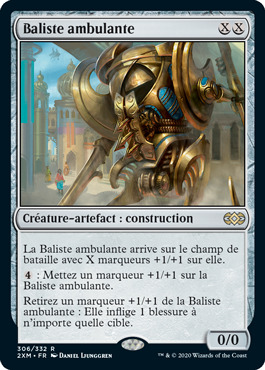 Baliste ambulante XX
Créature-artefact : construction
La Baliste ambulante arrive sur le champ de
bataille avec X marqueurs +1/+1 sur elle.
4 : Mettez un marqueur +1/+1 sur la
Baliste ambulante.
Retirez un marqueur +1/+1 de la Baliste
ambulante : Elle inflige 1 blessure à
n'importe quelle cible.
0/0
306/332 R
2XM • FR Daniel Ljunggren
™ & © 2020 Wizards of the Coast